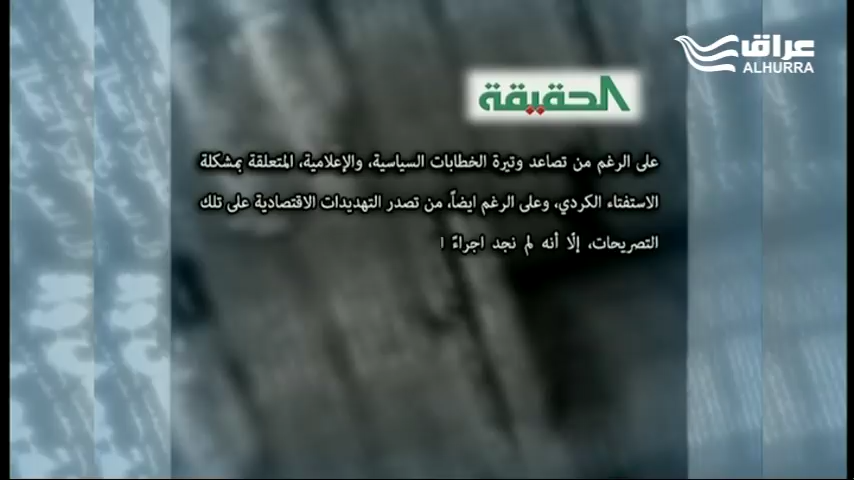 عراق
ALHURRA
الحقيقة
على الرغم من تصاعد وتيرة الخطابات السياسية، والإعلامية، المتعلقة بمشكلة
الاستفتاء الكردي، وعلى الرغم ايضاً، من تصدر التهديدات الاقتصادية على تلك
التصريحات، إلّا أنه لم نجد اجراءً ا